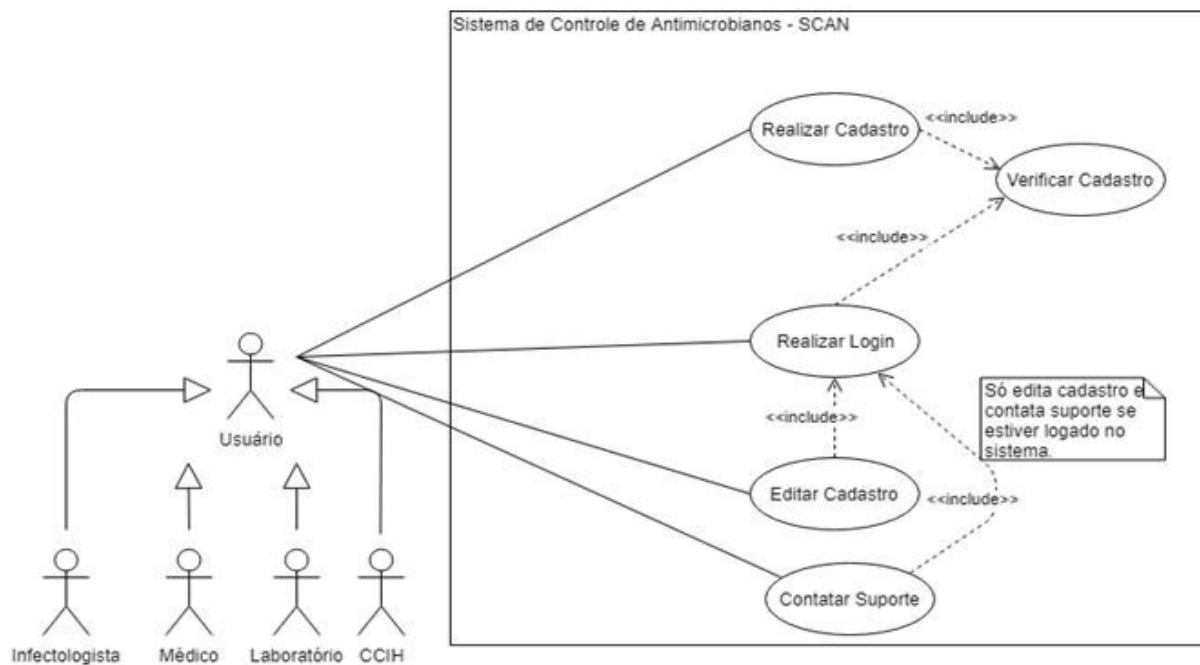 Sistema de Controle de Antimicrobianos - SCAN
Realizar Cadastro
<<include>>
Verificar Cadastro
<<include>>
Realizar Login
Só edita cadastro e
contata suporte se
estiver logado no
sistema.
<<include>>
Usuário
Editar Cadastro
<<include>>
Contatar Suporte
Infectologista
Médico
Laboratório
CCIH